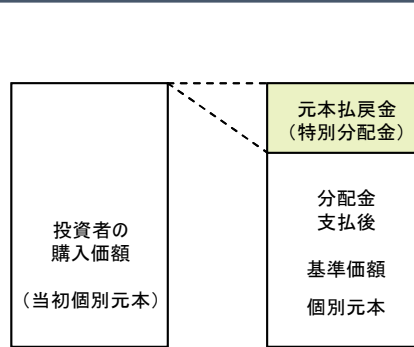 投資者の
購入価額
（当初個別元本）
元本払戻金
（特別分配金）
分配金
支払後
基準価額
個別元本